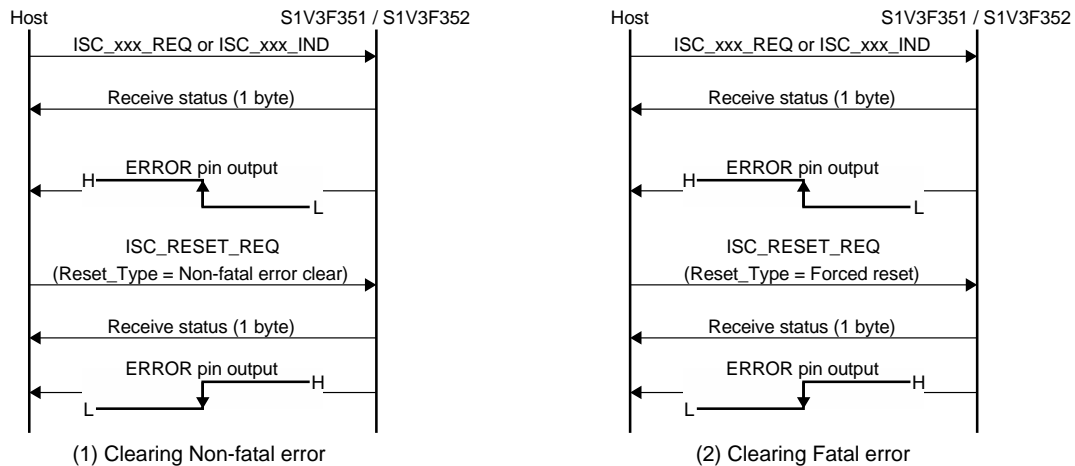 Host
S1V3F351 / S1V3F352
ISC_xxx_REQ or ISC_xxx_IND
Receive status (1 byte)
ERROR pin output
H
L
ISC_RESET_REQ
(Reset_Type = Non-fatal error clear)
Receive status (1 byte)
ERROR pin output
H
L
(1) Clearing Non-fatal error
Host
S1V3F351 / S1V3F352
ISC_xxx_REQ or ISC_xxx_IND
Receive status (1 byte)
ERROR pin output
H
L
ISC_RESET_REQ
(Reset_Type = Forced reset)
Receive status (1 byte)
ERROR pin output
H
L
(2) Clearing Fatal error